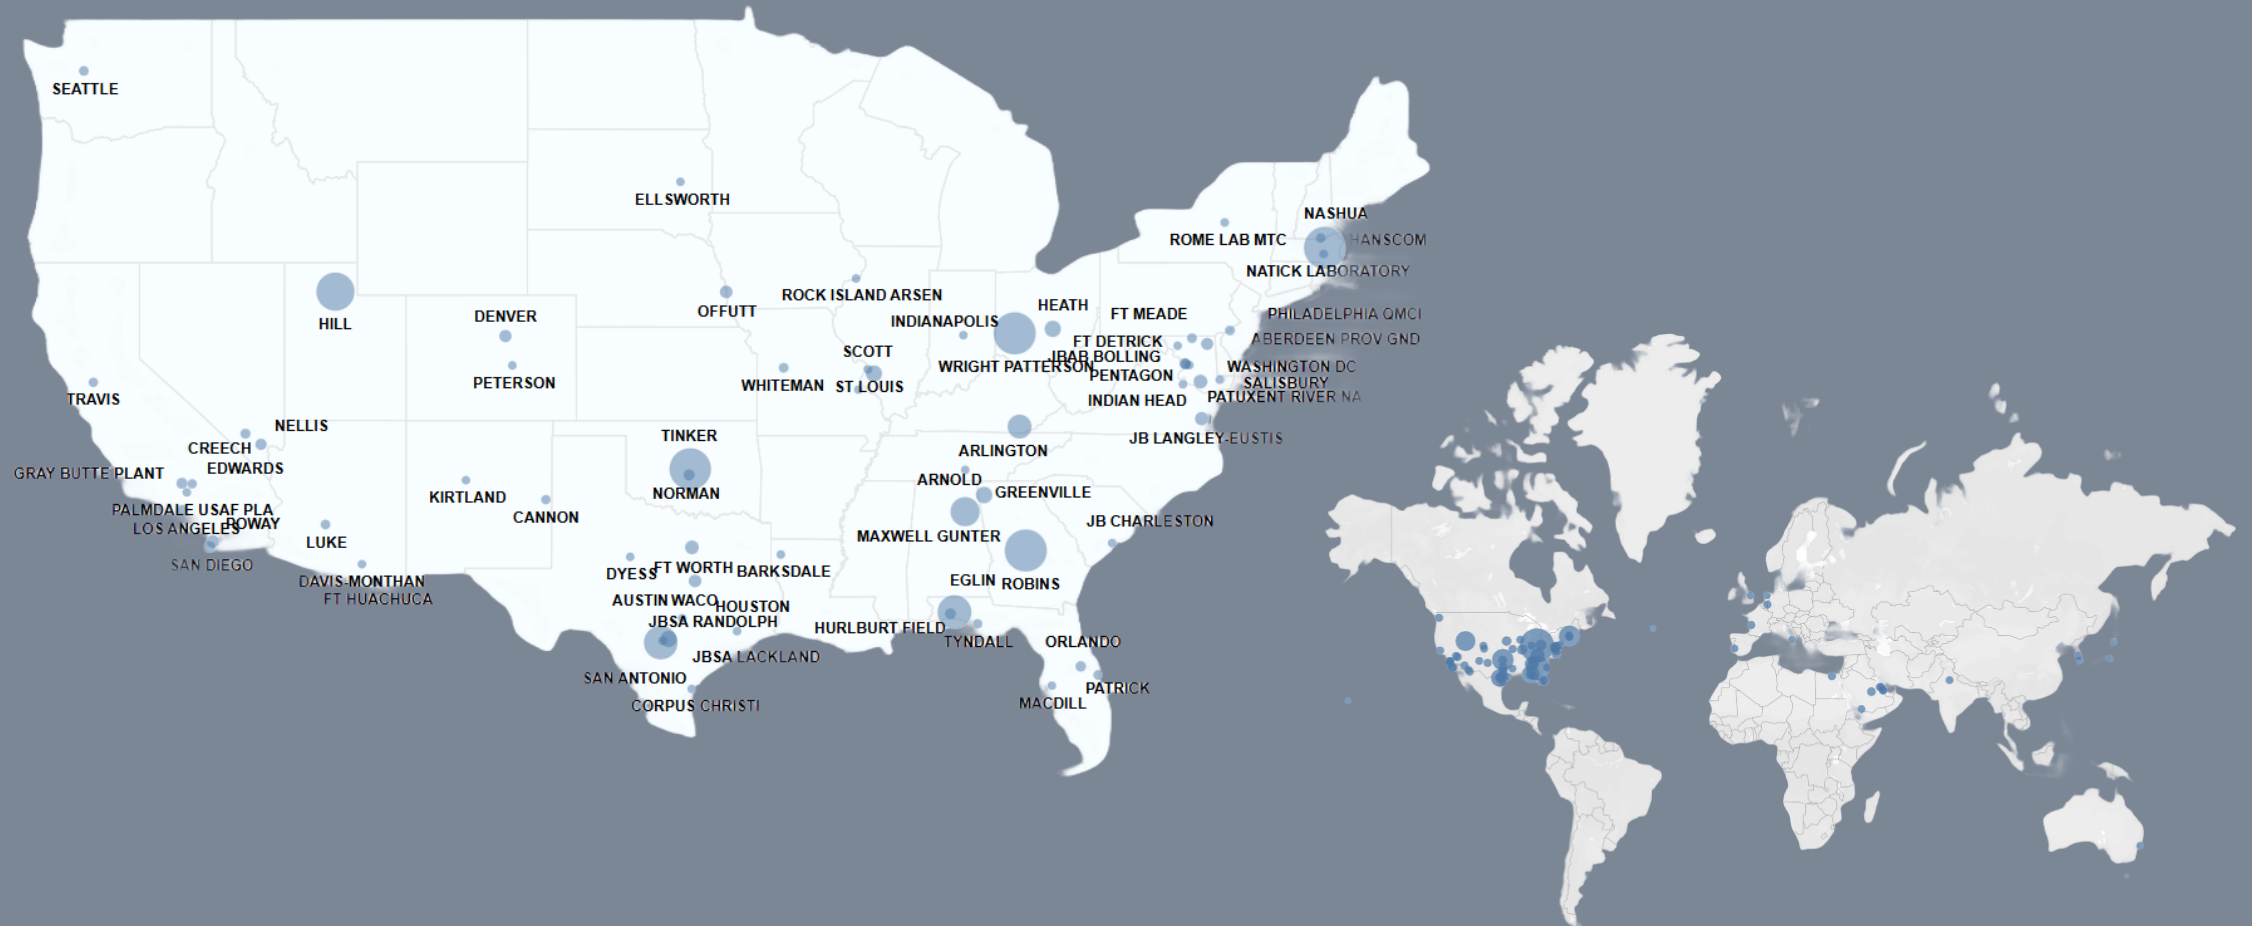 SEATTLE
ELLSWORTH
NASHUA
ROME LAB MTC
HANSCOM
NATICK LABORATORY
ROCK ISLAND ARSEN
HEATH
OFFUTT
FT MEADE
PHILADELPHIA QMCI
HILL
DENVER
INDIANAPOLIS
FT DETRICK
ABERDEEN PROV GND
SCOTT
JBAB BOLLING
WRIGHT PATTERSON
WASHINGTON DC
PETERSON
WHITEMAN
ST LOUIS
PENTAGON
SALISBURY
TRAVIS
INDIAN HEAD
PATUXENT RIVER NA
NELLIS
TINKER
JB LANGLEY-EUSTIS
CREECH
ARLINGTON
EDWARDS
GRAY BUTTE PLANT
ARNOLD
KIRTLAND
NORMAN
GREENVILLE
PALMDALE USAF PLA
CANNON
LOS ANGELES
POWAY
JB CHARLESTON
LUKE
MAXWELL GUNTER
SAN DIEGO
DYESS
FT WORTH
BARKSDALE
DAVIS-MONTHAN
EGLIN
ROBINS
FT HUACHUCA
AUSTIN
WACO
HOUSTON
JBSA RANDOLPH
HURLBURT FIELD
TYNDALL
ORLANDO
JBSA LACKLAND
SAN ANTONIO
PATRICK
CORPUS CHRISTI
MACDILL